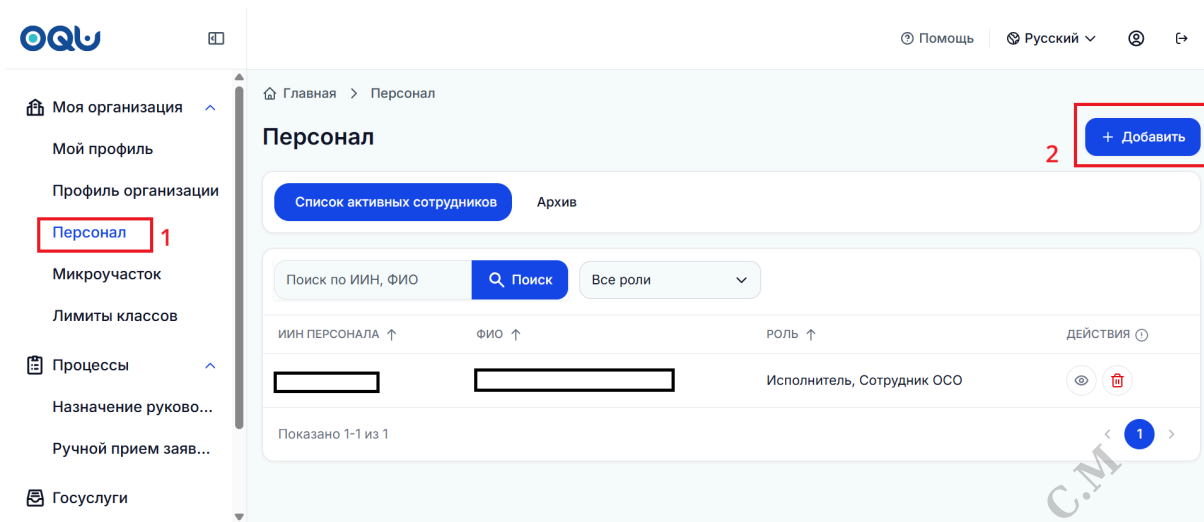 OQU
Помощь
Русский
Моя организация
Мой профиль
Профиль организации
Персонал 1
Микроучасток
Лимиты классов
Процессы
Назначение руково...
Ручной прием заяв...
Госуслуги
Главная > Персонал
Персонал
2 + Добавить
Список активных сотрудников Архив
Поиск по ИИН, ФИО Поиск Все роли
ИИН ПЕРСОНАЛА ↑ ФИО ↑ РОЛЬ ↑ ДЕЙСТВИЯ
Исполнитель, Сотрудник ОСО
Показано 1-1 из 1 < 1 >
С.М